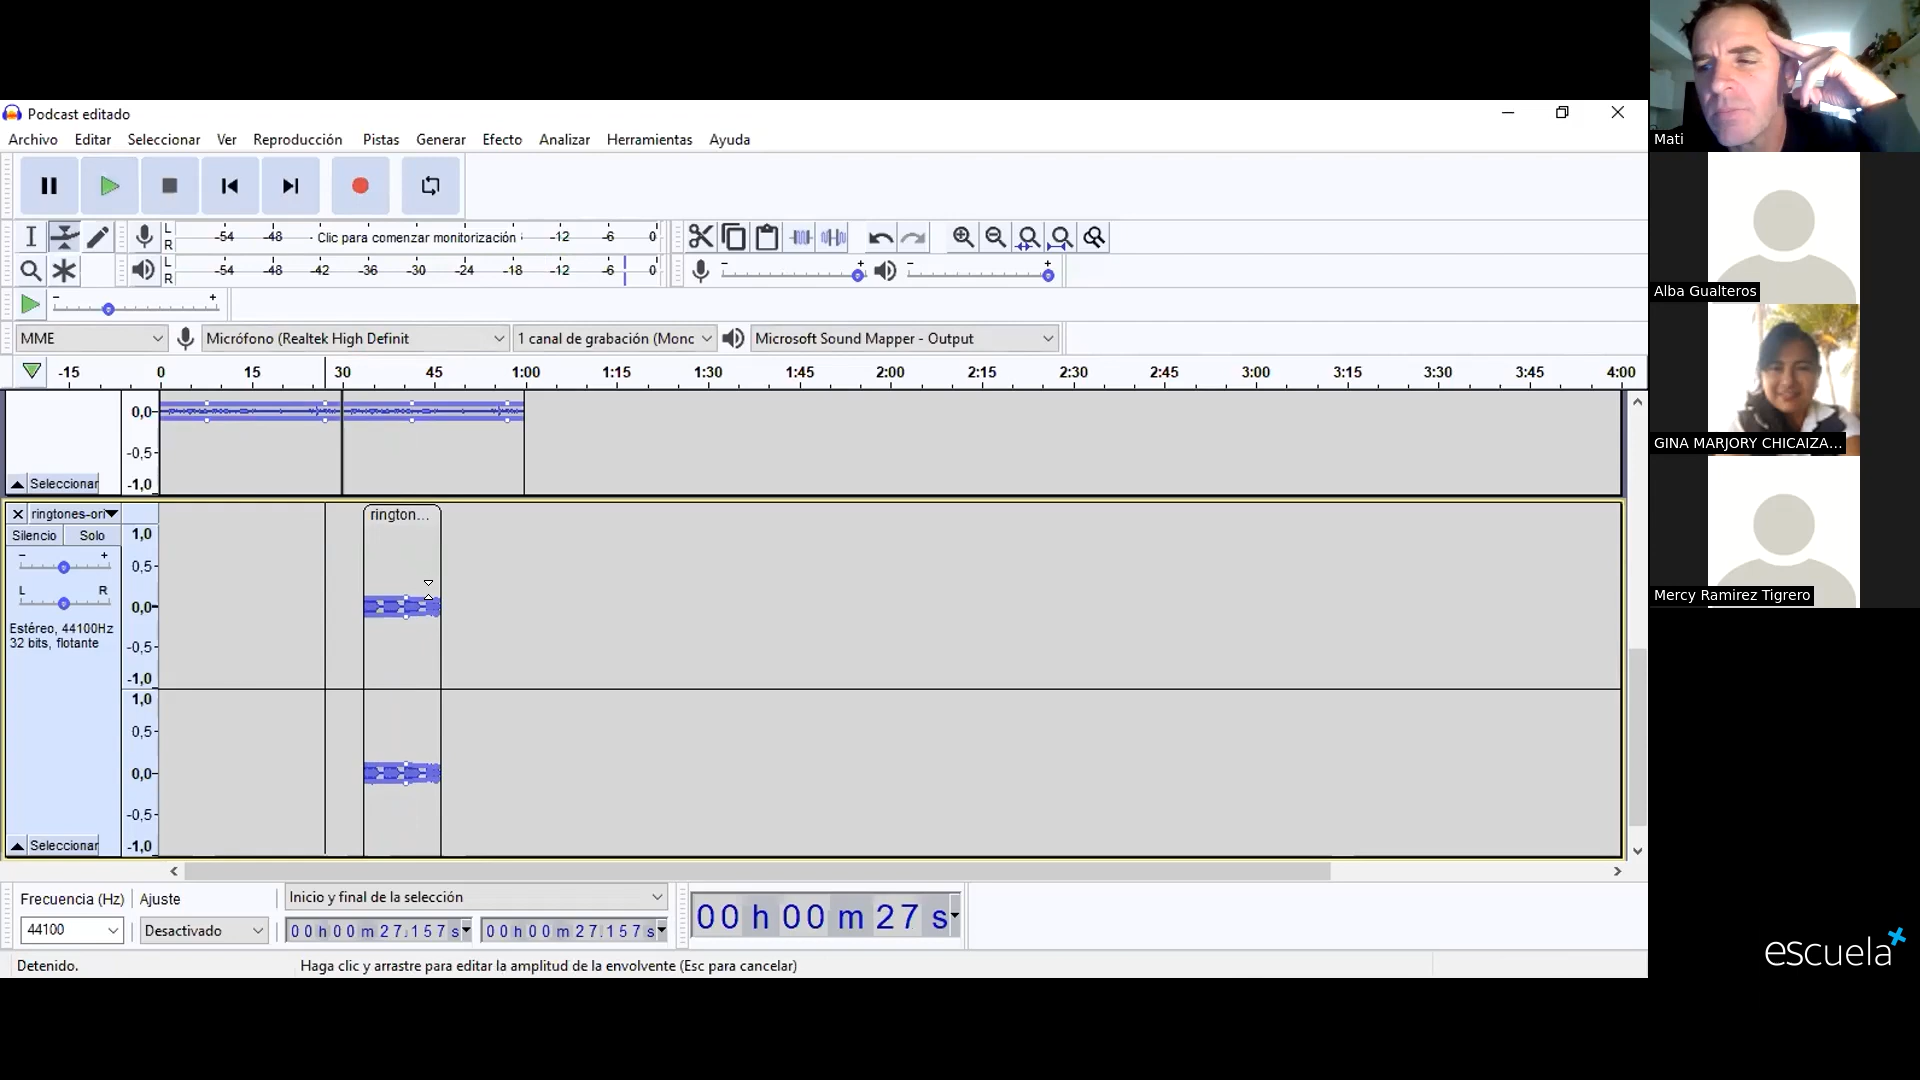 Podcast editado
Archivo Editar Seleccionar Ver Reproducción Pistas Generar Efecto Analizar Herramientas Ayuda
L
R
-54 -48 Clic para comenzar monitorización -12 -6 0
L
R
-54 -48 -42 -36 -30 -24 -18 -12 -6 0
MME Micrófono (Realtek High Definit 1 canal de grabación (Monc Microsoft Sound Mapper - Output
-15 0 15 30 45 1:00 1:15 1:30 1:45 2:00 2:15 2:30 2:45 3:00 3:15 3:30 3:45 4:00
0,0
-0,5
-1,0
Seleccionar
ringtones-ori
rington...
Silencio Solo
1,0
0,5
0,0
-0,5
-1,0
L R
Estéreo, 44100Hz
32 bits, flotante
1,0
0,5
0,0
-0,5
-1,0
Seleccionar
Frecuencia (Hz) Ajuste Inicio y final de la selección
44100 Desactivado 00 h 00 m 27.157 s 00 h 00 m 27.157 s
00 h 00 m 27 s
Detenido. Haga clic y arrastre para editar la amplitud de la envolvente (Esc para cancelar)
Mati
Alba Gualteros
GINA MARJORY CHICAIZA...
Mercy Ramirez Tigrero
escuela+